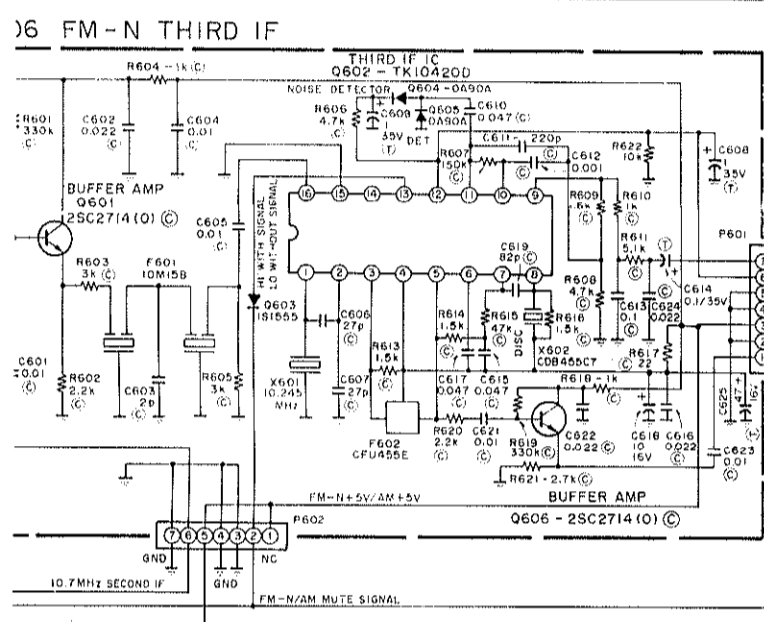 )6 FM-N THIRD IF
THIRD IF IC
Q602 - TK10420D
R604 - 1k (C)
NOISE DETECTOR
Q604 - 0A90A
R601
330k
(C)
C602
0.022
(C)
C604
0.01
(C)
R606
4.7k
(C)
C609
1
35V
(T)
Q605
0A90A
DET
C610
0.047 (C)
C611 - 220p
(C)
R607
150k
(C)
C612
0.001
(C)
R622
10k
C608
1
35V
(T)
BUFFER AMP
Q601
2SC2714(O) (C)
C605
0.01
(C)
16 15 14 13 12 11 10 9
R609
(C)
R610
1k
(C)
R611
5.1k
(C)
P601
HI WITH SIGNAL
LO WITHOUT SIGNAL
R603
3k (C)
F601
10M15B
C619
82p (C)
1 2 3 4 5 6 7 8
(T)
C614
0.1/35V
R608
4.7k
(C)
C613
0.1
(C)
C624
0.022
(C)
Q603
1S1555
C606
27p
(C)
R614
1.5k
(C)
R615
47k
(C)
DISC
R616
1.5k
(C)
X602
CDB455C7
R613
1.5k
(C)
R617
22
C601
0.01
(C)
R602
2.2k
(C)
C603
2p
(C)
R605
3k
(C)
X601
10.245
MHz
C607
27p
(C)
C617
0.047
(C)
C615
0.047
(C)
R618 - 1k
(C)
F602
CFU455E
R620
2.2k
(C)
C621
0.01
(C)
R619
330k (C)
C622
0.022 (C)
C618
10
16V
C616
0.022
(C)
C625
47
16V
(T)
C623
0.01
(C)
R621 - 2.7k (C)
BUFFER AMP
Q606 - 2SC2714(O) (C)
FM-N+5V/AM+5V
P602
7 6 5 4 3 2 1
GND
GND
NC
10.7MHz SECOND IF
FM-N/AM MUTE SIGNAL